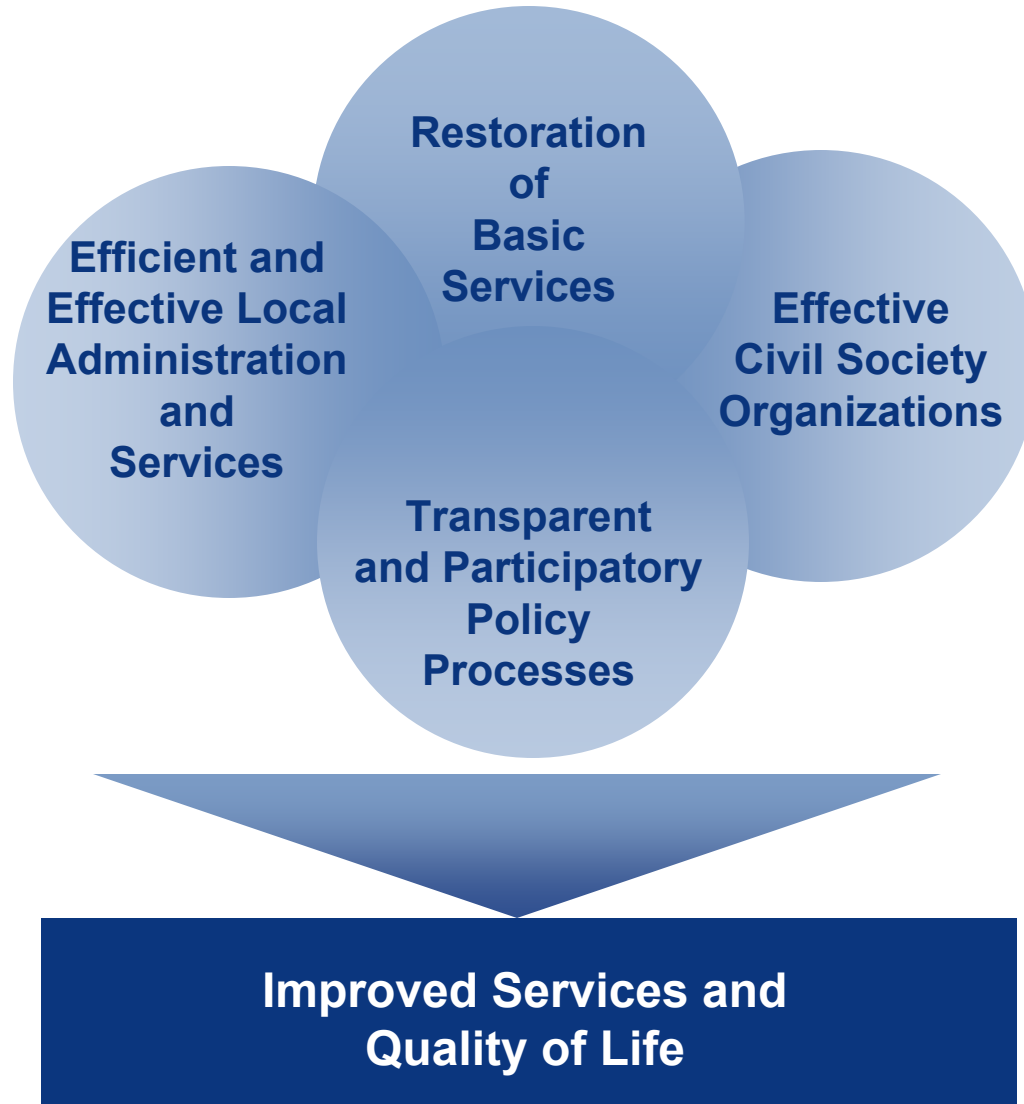 Restoration
of
Basic
Services
Efficient and
Effective Local
Administration
and
Services
Effective
Civil Society
Organizations
Transparent
and Participatory
Policy
Processes
Improved Services and
Quality of Life